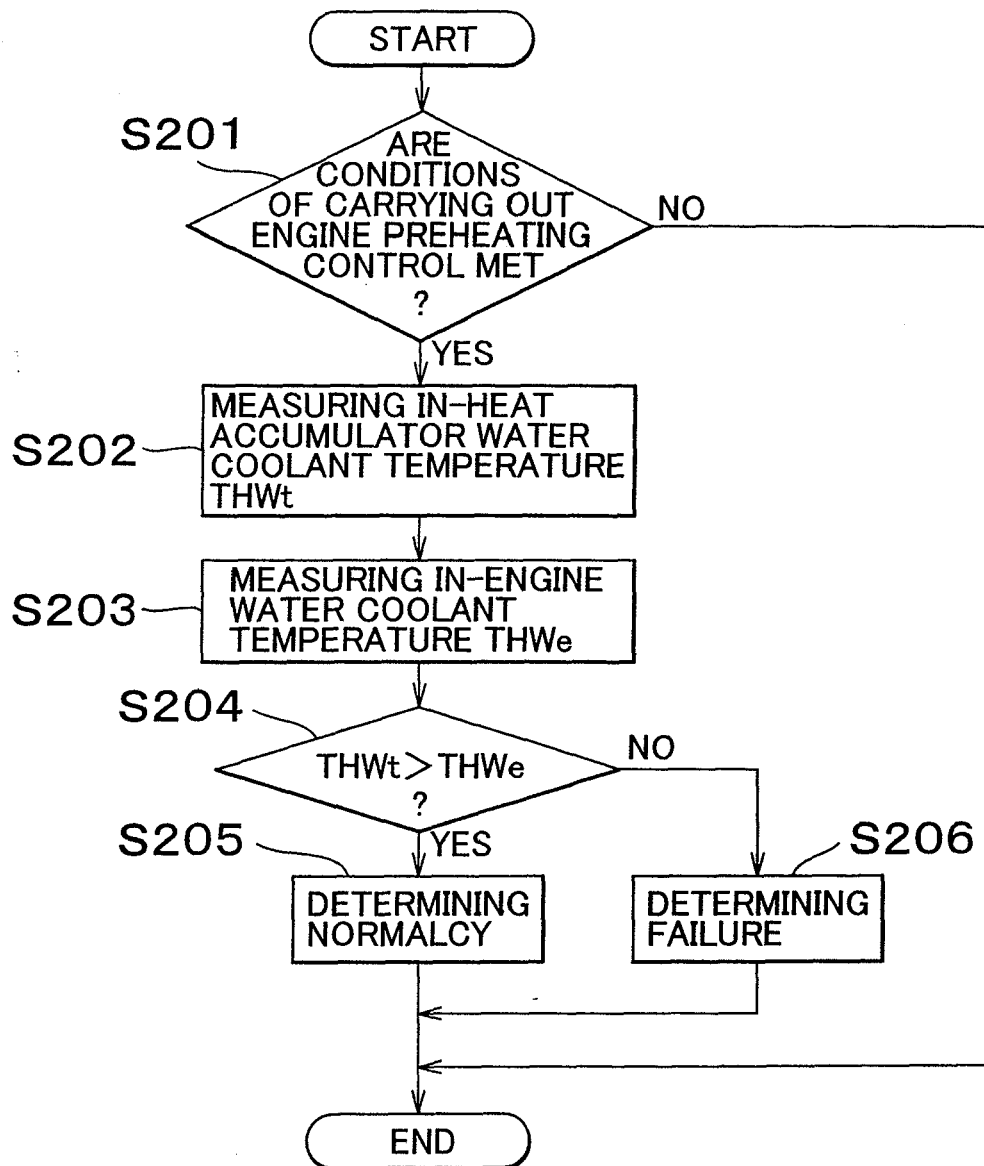 START
S201
ARE
CONDITIONS
OF CARRYING OUT
ENGINE PREHEATING
CONTROL MET
?
NO
YES
S202
MEASURING IN-HEAT
ACCUMULATOR WATER
COOLANT TEMPERATURE
THWt
S203
MEASURING IN-ENGINE
WATER COOLANT
TEMPERATURE THWe
S204
THWt > THWe
?
NO
YES
S205
DETERMINING
NORMALCY
S206
DETERMINING
FAILURE
END